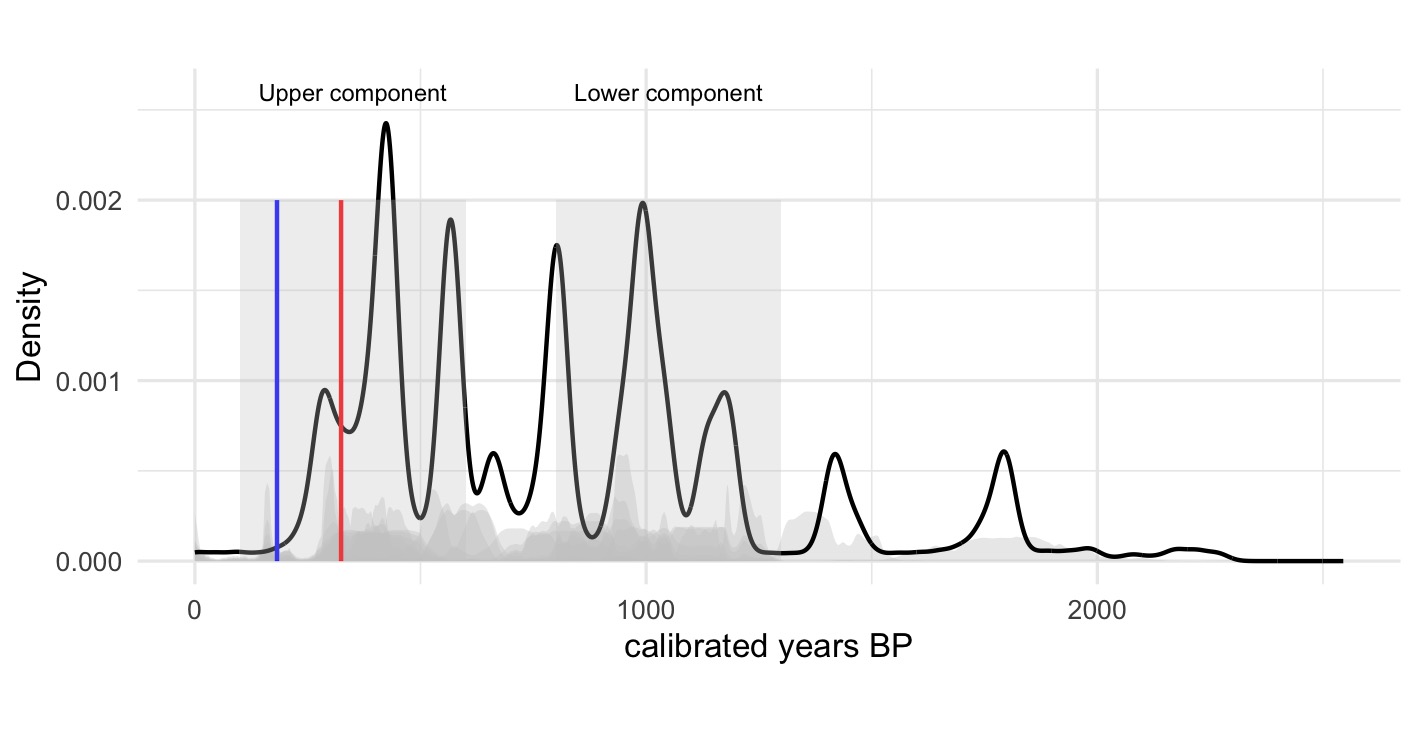 Upper component
Lower component
0.002
0.001
0.000
Density
0
1000
2000
calibrated years BP